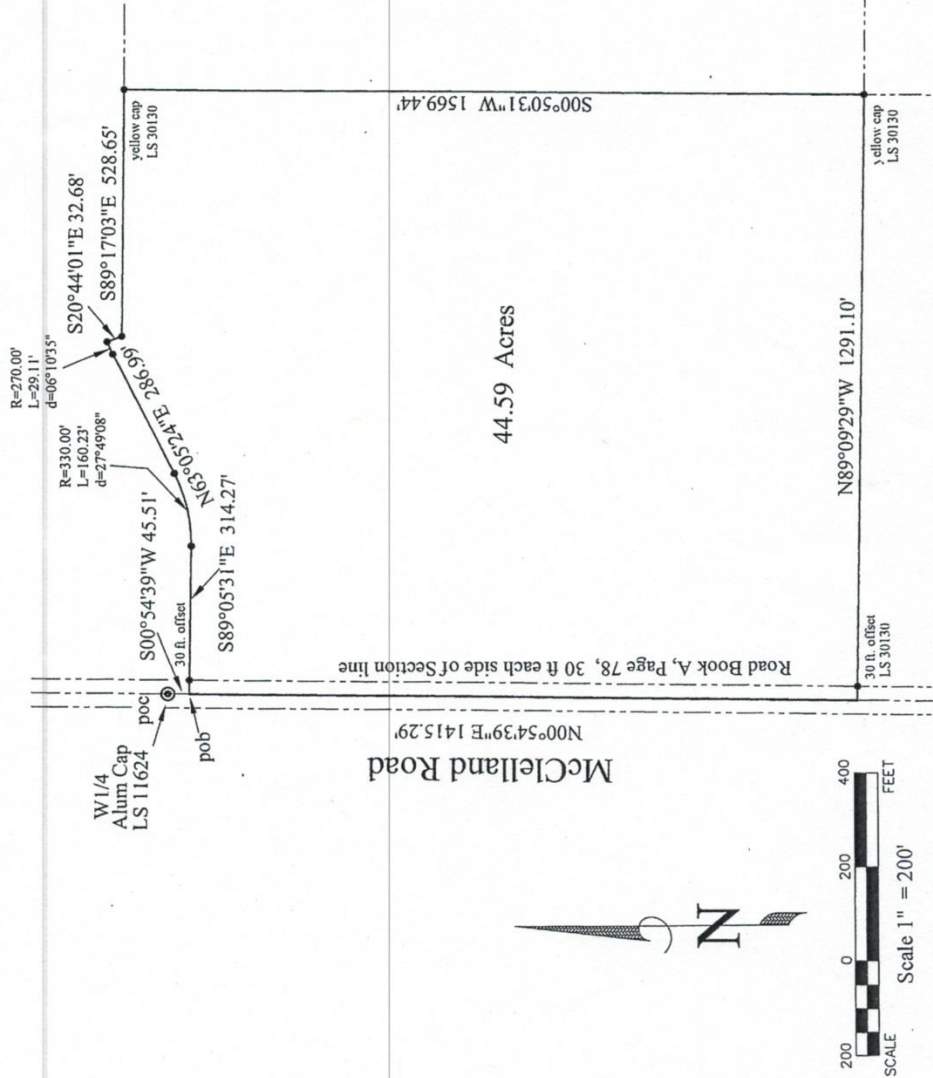 R=270.00'
L=29.11'
d=06°10'35"
S20°44'01"E 32.68'
S89°17'03"E 528.65'
yellow cap
LS 30130
R=330.00'
L=160.23'
d=27°49'08"
N63°05'24"E 286.99'
S00°54'39"W 45.51'
30 ft. offset
S89°05'31"E 314.27'
poc
W1/4
Alum Cap
LS 11624
pob
S00°50'31"W 1569.44'
44.59 Acres
Road Book A, Page 78, 30 ft each side of Section line
N00°54'39"E 1415.29'
McClelland Road
N89°09'29"W 1291.10'
yellow cap
LS 30130
30 ft. offset
LS 30130
N
200 0 200 400
SCALE FEET
Scale 1" = 200'